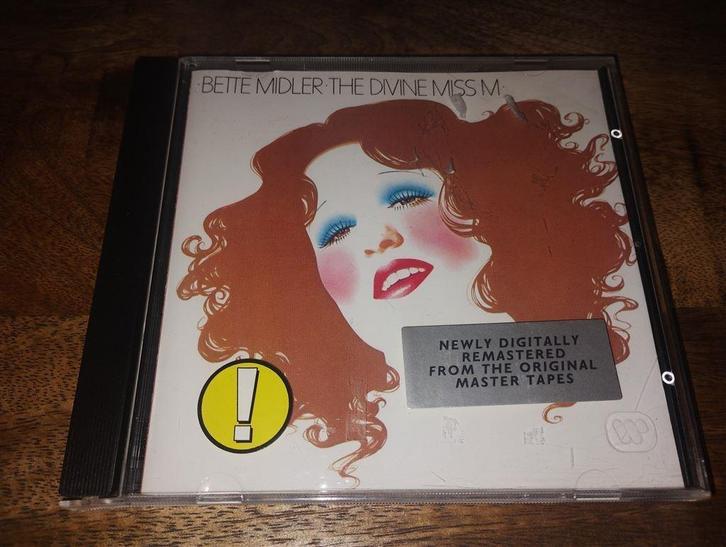 ·BETTE MIDLER·THE DIVINE MISS M·
NEWLY DIGITALLY
REMASTERED
FROM THE ORIGINAL
MASTER TAPES
!